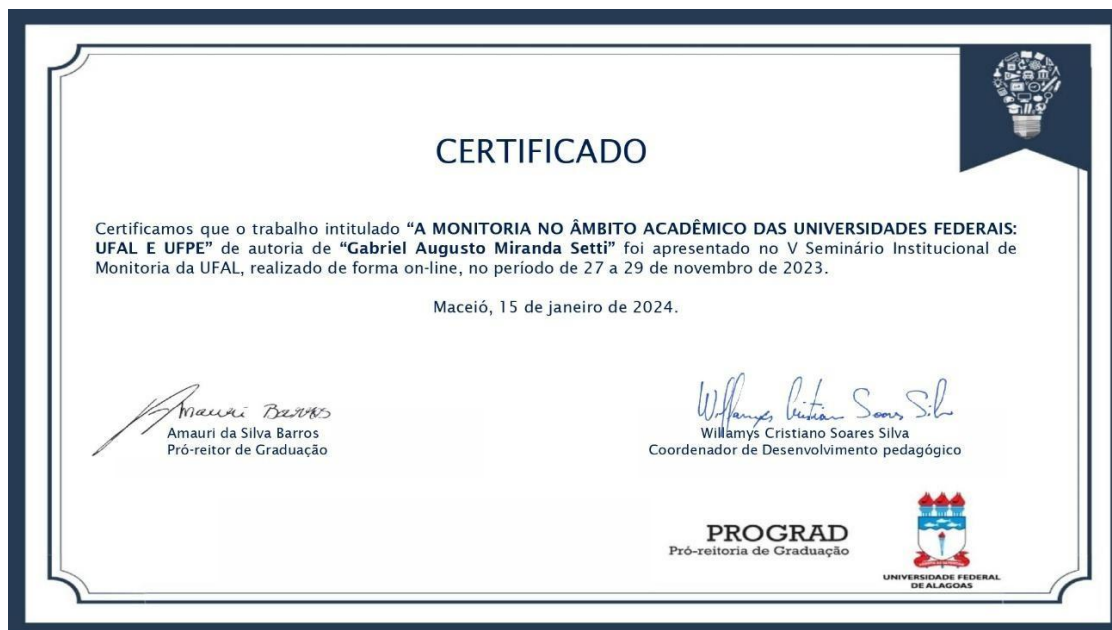 CERTIFICADO
Certificamos que o trabalho intitulado “A MONITORIA NO ÂMBITO ACADÊMICO DAS UNIVERSIDADES FEDERAIS:
UFAL E UFPE” de autoria de “Gabriel Augusto Miranda Setti” foi apresentado no V Seminário Institucional de
Monitoria da UFAL, realizado de forma on-line, no período de 27 a 29 de novembro de 2023.
Maceió, 15 de janeiro de 2024.
Amauri Barros
Amauri da Silva Barros
Pró-reitor de Graduação
Willamys Cristiano Soares Silva
Willamys Cristiano Soares Silva
Coordenador de Desenvolvimento pedagógico
PROGRAD
Pró-reitoria de Graduação
UNIVERSIDADE FEDERAL
DE ALAGOAS